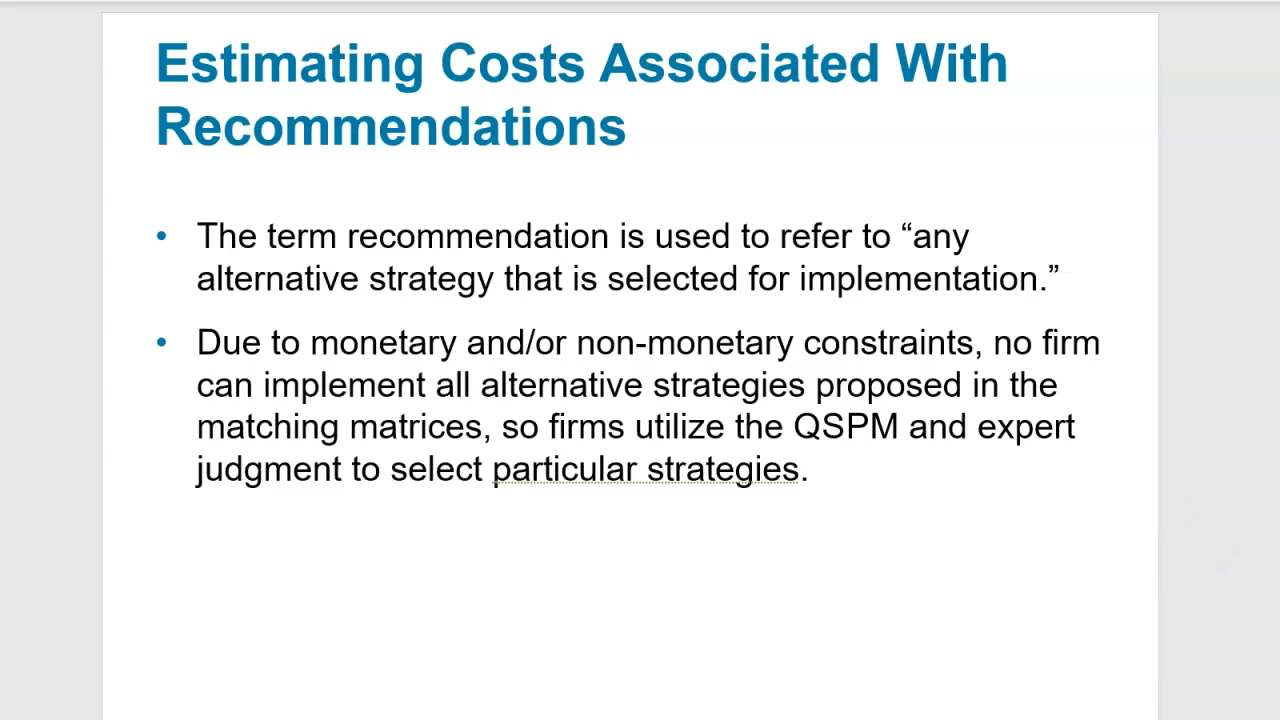 Estimating Costs Associated With
Recommendations
• The term recommendation is used to refer to “any
alternative strategy that is selected for implementation.”
• Due to monetary and/or non-monetary constraints, no firm
can implement all alternative strategies proposed in the
matching matrices, so firms utilize the QSPM and expert
judgment to select particular strategies.